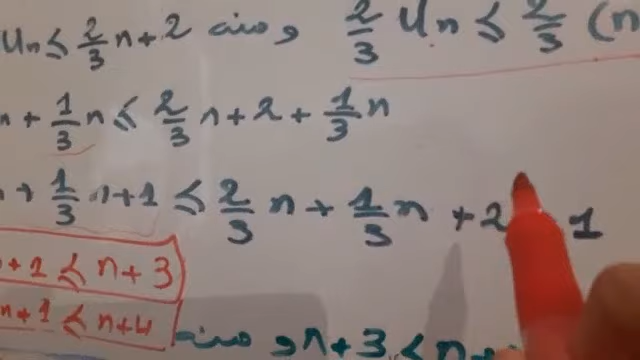 Un ≤ 2/3 n + 2 ومنه 2/3 Un ≤ 2/3 (n
n + 1/3 n ≤ 2/3 n + 2 + 1/3 n
+ 1/3 n + 1 ≤ 2/3 n + 1/3 n + 2 1
+ 1 ≤ n + 3
n + 1 ≤ n + 4
ومنه n + 3 ≤ n